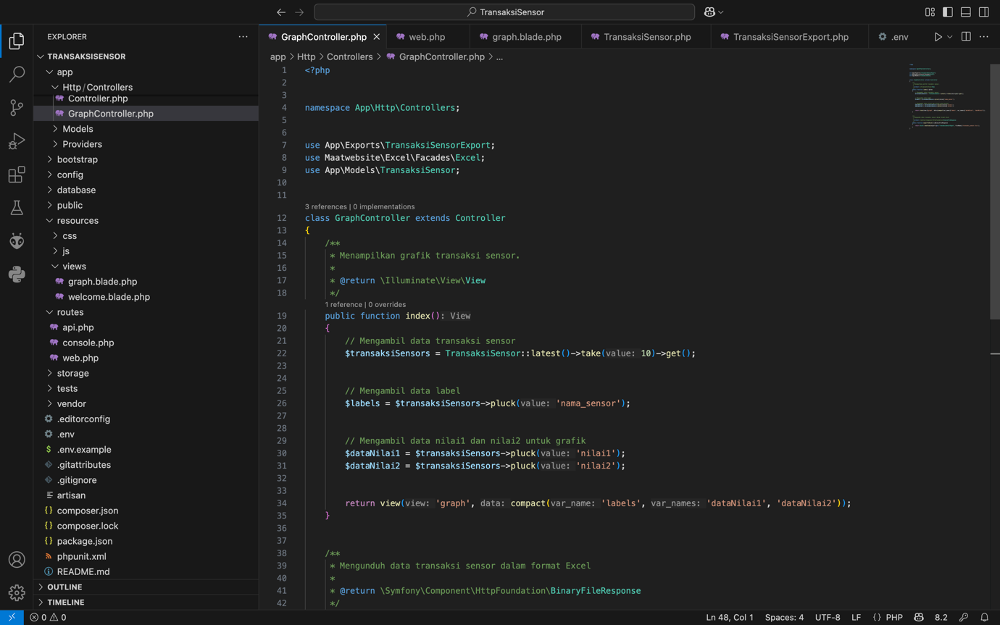 TransaksiSensor
EXPLORER
TRANSAKSISENSOR
app
Http / Controllers
Controller.php
GraphController.php
Models
Providers
bootstrap
config
database
public
resources
css
js
views
graph.blade.php
welcome.blade.php
routes
api.php
console.php
web.php
storage
tests
vendor
.editorconfig
.env
.env.example
.gitattributes
.gitignore
artisan
composer.json
composer.lock
package.json
phpunit.xml
README.md
OUTLINE
TIMELINE
GraphController.php web.php graph.blade.php TransaksiSensor.php TransaksiSensorExport.php .env
app > Http > Controllers > GraphController.php > ...
1 <?php
2
3
4 namespace App\Http\Controllers;
5
6
7 use App\Exports\TransaksiSensorExport;
8 use Maatwebsite\Excel\Facades\Excel;
9 use App\Models\TransaksiSensor;
10
11
3 references | 0 implementations
12 class GraphController extends Controller
13 {
14 /**
15 * Menampilkan grafik transaksi sensor.
16 *
17 * @return \Illuminate\View\View
18 */
1 reference | 0 overrides
19 public function index(): View
20 {
21 // Mengambil data transaksi sensor
22 $transaksiSensors = TransaksiSensor::latest()->take(value: 10)->get();
23
24
25 // Mengambil data label
26 $labels = $transaksiSensors->pluck(value: 'nama_sensor');
27
28
29 // Mengambil data nilai1 dan nilai2 untuk grafik
30 $dataNilai1 = $transaksiSensors->pluck(value: 'nilai1');
31 $dataNilai2 = $transaksiSensors->pluck(value: 'nilai2');
32
33
34 return view(view: 'graph', data: compact(var_name: 'labels', var_names: 'dataNilai1', 'dataNilai2'));
35 }
36
37
38 /**
39 * Mengunduh data transaksi sensor dalam format Excel
40 *
41 * @return \Symfony\Component\HttpFoundation\BinaryFileResponse
42 */
0 0
Ln 48, Col 1 Spaces: 4 UTF-8 LF {} PHP 8.2